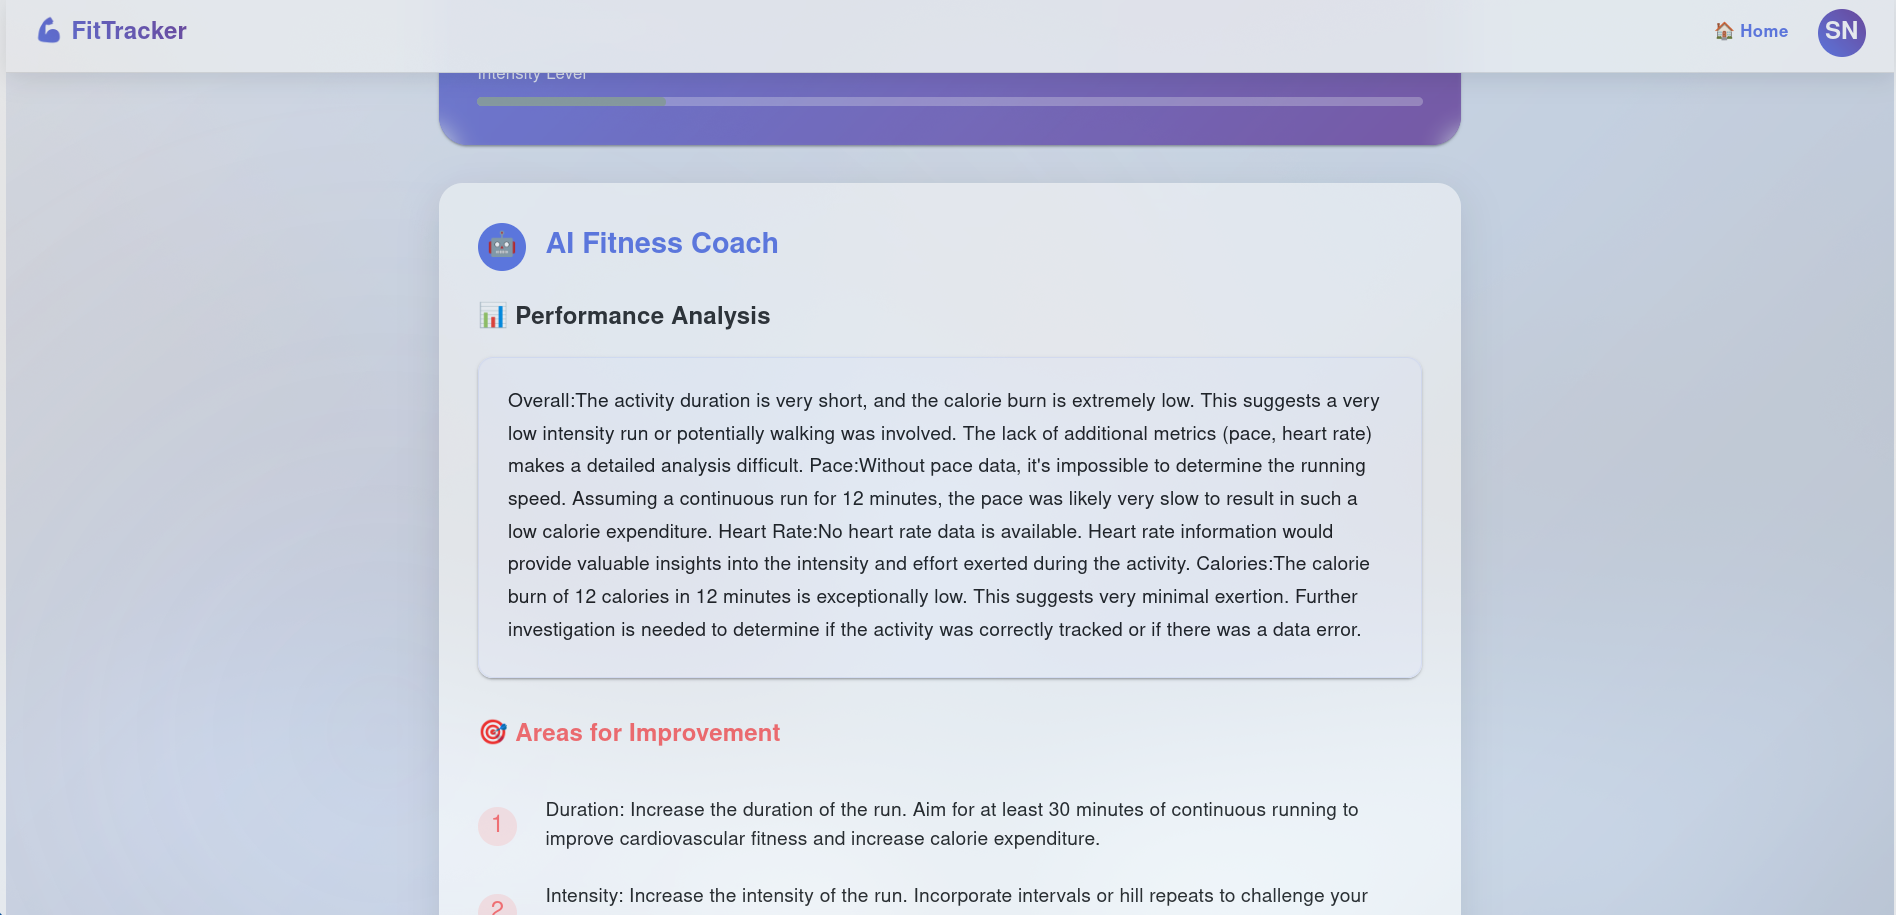 FitTracker
Home
SN
Intensity Level
AI Fitness Coach
Performance Analysis
Overall:The activity duration is very short, and the calorie burn is extremely low. This suggests a very
low intensity run or potentially walking was involved. The lack of additional metrics (pace, heart rate)
makes a detailed analysis difficult. Pace:Without pace data, it's impossible to determine the running
speed. Assuming a continuous run for 12 minutes, the pace was likely very slow to result in such a
low calorie expenditure. Heart Rate:No heart rate data is available. Heart rate information would
provide valuable insights into the intensity and effort exerted during the activity. Calories:The calorie
burn of 12 calories in 12 minutes is exceptionally low. This suggests very minimal exertion. Further
investigation is needed to determine if the activity was correctly tracked or if there was a data error.
Areas for Improvement
1
Duration: Increase the duration of the run. Aim for at least 30 minutes of continuous running to
improve cardiovascular fitness and increase calorie expenditure.
2
Intensity: Increase the intensity of the run. Incorporate intervals or hill repeats to challenge your